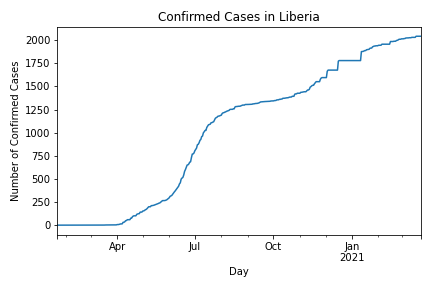 Confirmed Cases in Liberia
Number of Confirmed Cases
2000
1750
1500
1250
1000
750
500
250
0
Apr
Jul
Oct
Jan
2021
Day